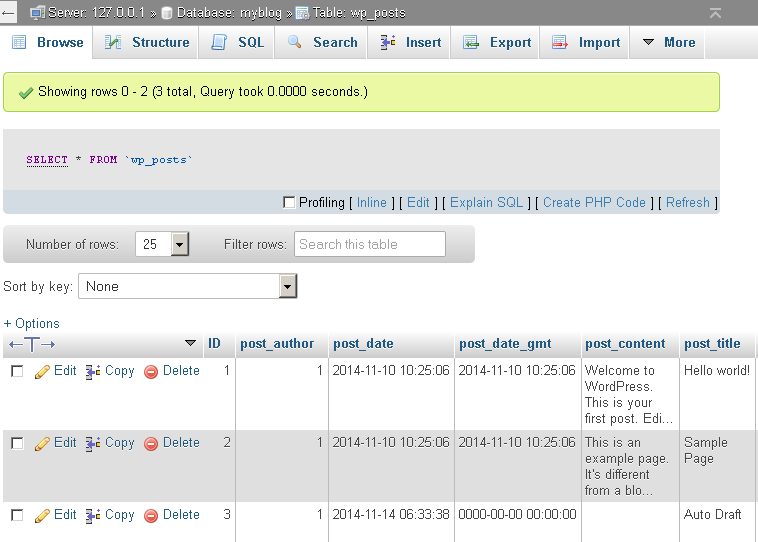 Server: 127.0.0.1 » Database: myblog » Table: wp_posts
Browse Structure SQL Search Insert Export Import More
Showing rows 0 - 2 (3 total, Query took 0.0000 seconds.)
SELECT * FROM `wp_posts`
Profiling [ Inline ] [ Edit ] [ Explain SQL ] [ Create PHP Code ] [ Refresh ]
Number of rows: 25 Filter rows: Search this table
Sort by key: None
+ Options
ID post_author post_date post_date_gmt post_content post_title
Edit Copy Delete 1 1 2014-11-10 10:25:06 2014-11-10 10:25:06 Welcome to Hello world!
WordPress.
This is your
first post. Edi...
Edit Copy Delete 2 1 2014-11-10 10:25:06 2014-11-10 10:25:06 This is an Sample
example page. Page
It's different
from a blo...
Edit Copy Delete 3 1 2014-11-14 06:33:38 0000-00-00 00:00:00 Auto Draft